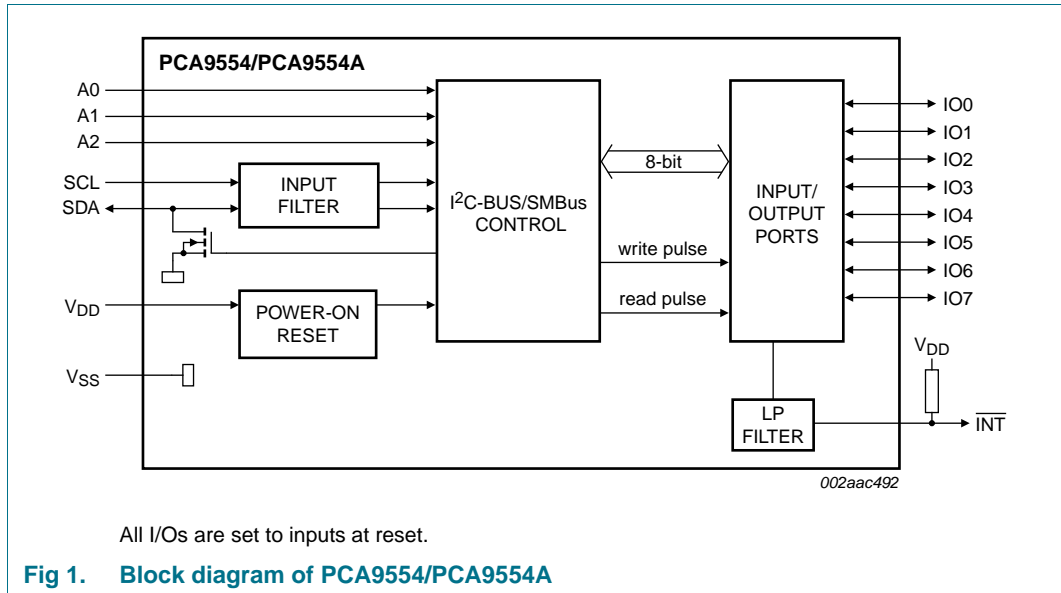 PCA9554/PCA9554A
A0
A1
A2
SCL
SDA
VDD
VSS
INPUT
FILTER
POWER-ON
RESET
I²C-BUS/SMBus
CONTROL
8-bit
write pulse
read pulse
INPUT/
OUTPUT
PORTS
LP
FILTER
IO0
IO1
IO2
IO3
IO4
IO5
IO6
IO7
VDD
INT
002aac492
All I/Os are set to inputs at reset.
Fig 1. Block diagram of PCA9554/PCA9554A